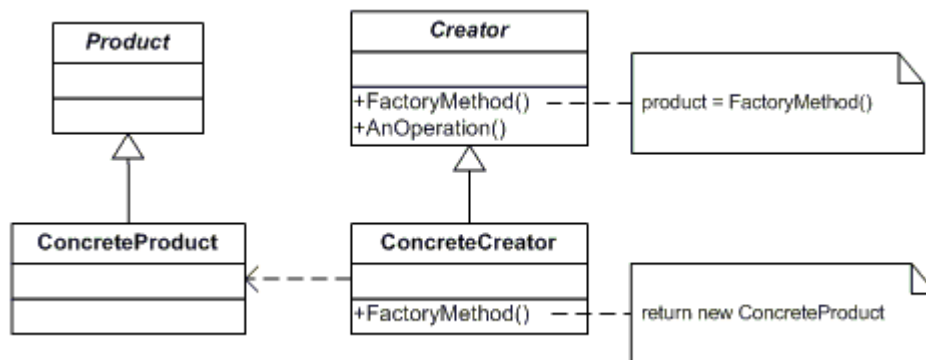 Product
Creator
+FactoryMethod()
+AnOperation()
product = FactoryMethod()
ConcreteProduct
ConcreteCreator
+FactoryMethod()
return new ConcreteProduct